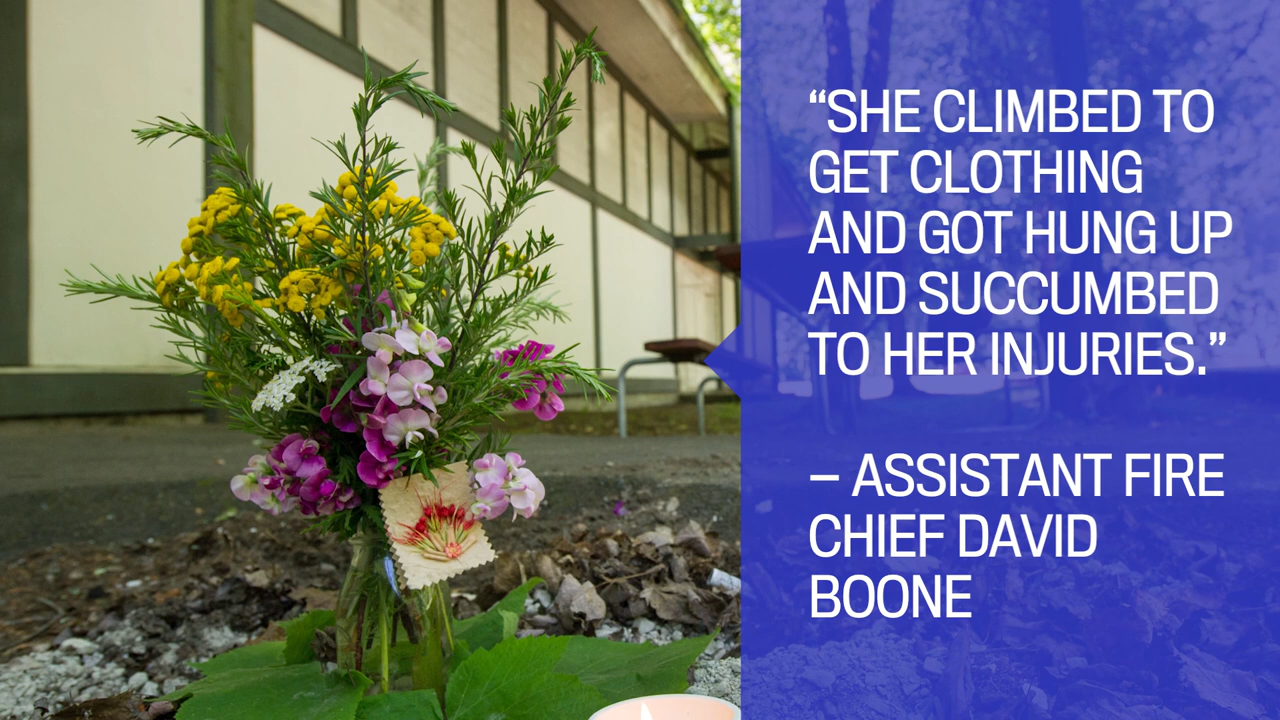 “SHE CLIMBED TO
GET CLOTHING
AND GOT HUNG UP
AND SUCCUMBED
TO HER INJURIES.”
– ASSISTANT FIRE
CHIEF DAVID
BOONE